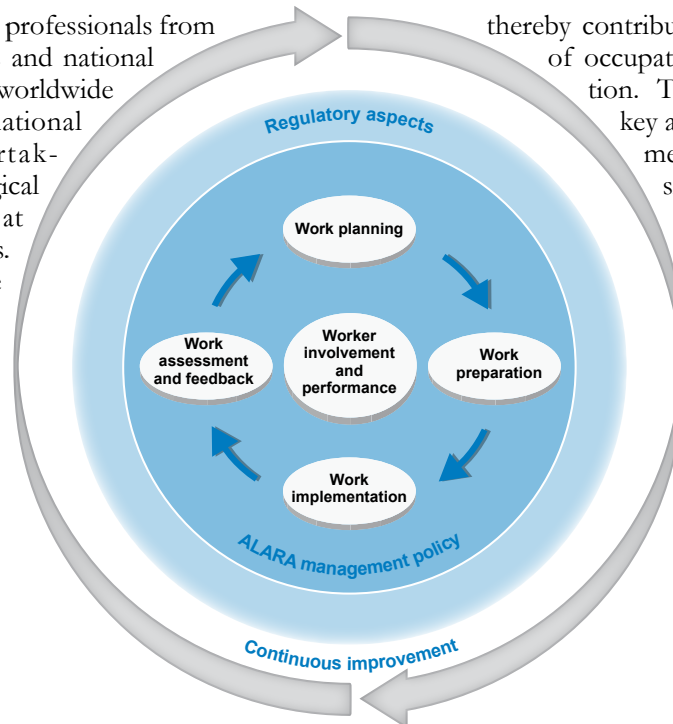 professionals from
and national
worldwide
national
rtak-
gical
at
s.
thereby contribu
of occupat
tion. T
key a
me
s
Regulatory aspects
Work planning
Work
assessment
and feedback
Worker
involvement
and
performance
Work
preparation
Work
implementation
ALARA management policy
Continuous improvement